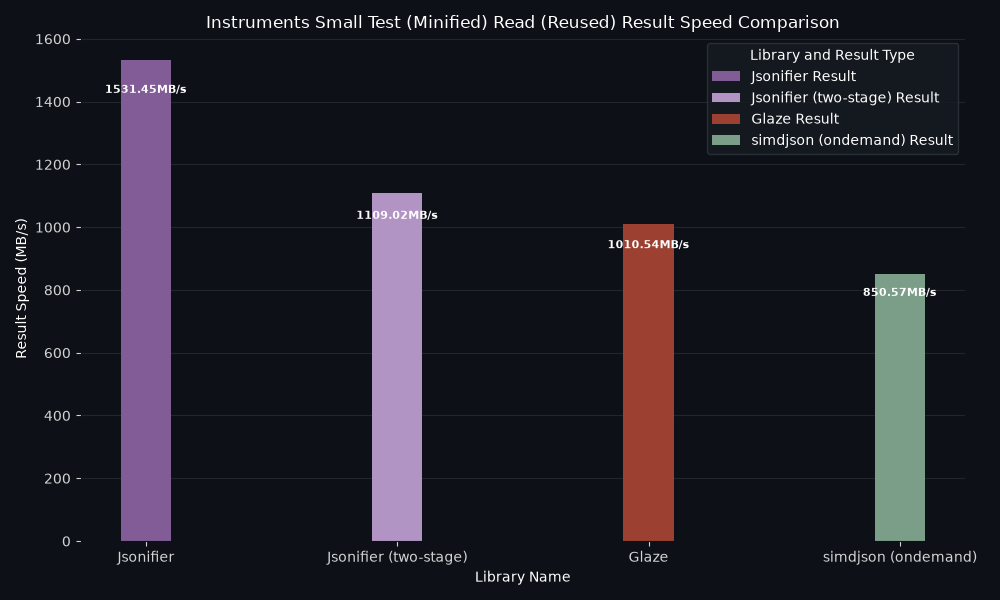 Instruments Small Test (Minified) Read (Reused) Result Speed Comparison
Library and Result Type
Jsonifier Result
Jsonifier (two-stage) Result
Glaze Result
simdjson (ondemand) Result
Result Speed (MB/s)
1600
1400
1200
1000
800
600
400
200
0
1531.45MB/s
1109.02MB/s
1010.54MB/s
850.57MB/s
Jsonifier
Jsonifier (two-stage)
Glaze
simdjson (ondemand)
Library Name